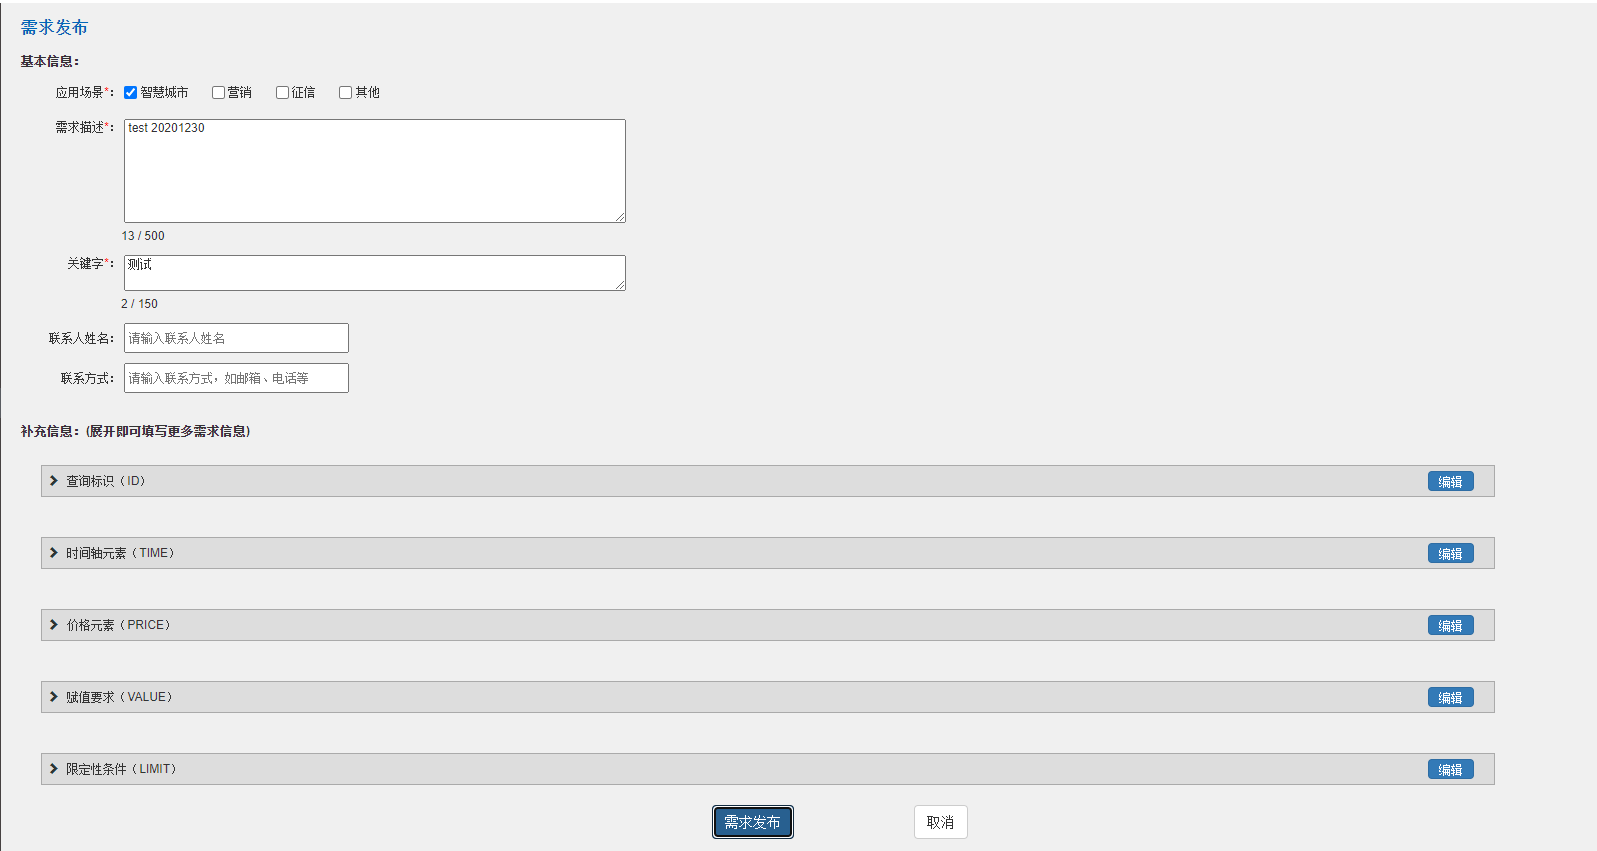 需求发布
基本信息：
应用场景*： 智慧城市 营销 征信 其他
需求描述*： test 20201230
13 / 500
关键字*： 测试
2 / 150
联系人姓名： 请输入联系人姓名
联系方式： 请输入联系方式，如邮箱、电话等
补充信息：(展开即可填写更多需求信息)
查询标识（ID） 编辑
时间轴元素（TIME） 编辑
价格元素（PRICE） 编辑
赋值要求（VALUE） 编辑
限定性条件（LIMIT） 编辑
需求发布 取消